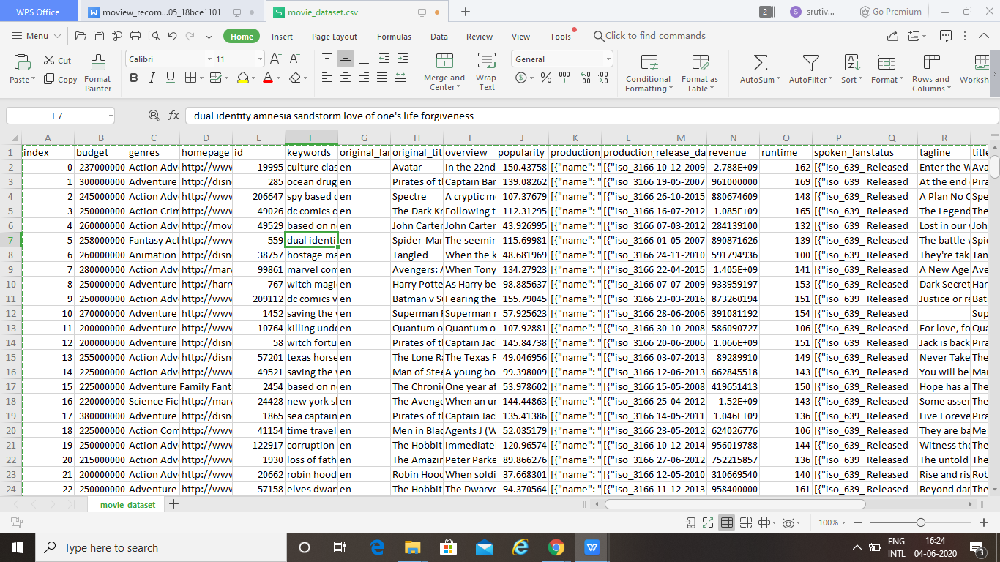 WPS Office moview_recom...05_18bce1101 movie_dataset.csv + 2 S srutiv... Go Premium
Menu Home Insert Page Layout Formulas Data Review View Tools Click to find commands
Paste Cut Copy Format Painter Calibri 11 B I U A Merge and Center Wrap Text General Conditional Formatting Format as Table AutoSum AutoFilter Sort Format Rows and Columns Worksh
F7 fx dual identity amnesia sandstorm love of one's life forgiveness
A B C D E F G H I J K L M N O P Q R
1 index budget genres homepage id keywords original_lan original_tit overview popularity production_ production_ release_da revenue runtime spoken_lan status tagline title
2 0 237000000 Action Adv http://www 19995 culture clas en Avatar In the 22nd 150.43758 [{"name": " [{"iso_3166 10-12-2009 2.788E+09 162 [{"iso_639_ Released Enter the W Ava
3 1 300000000 Adventure http://disn 285 ocean drug en Pirates of t Captain Bar 139.08262 [{"name": " [{"iso_3166 19-05-2007 961000000 169 [{"iso_639_ Released At the end Pira
4 2 245000000 Action Adv http://www 206647 spy based o en Spectre A cryptic m 107.37679 [{"name": " [{"iso_3166 26-10-2015 880674609 148 [{"iso_639_ Released A Plan No O Spe
5 3 250000000 Action Crim http://www 49026 dc comics c en The Dark Kn Following t 112.31295 [{"name": " [{"iso_3166 16-07-2012 1.085E+09 165 [{"iso_639_ Released The Legend The
6 4 260000000 Action Adv http://mov 49529 based on no en John Carter John Carter 43.926995 [{"name": " [{"iso_3166 07-03-2012 284139100 132 [{"iso_639_ Released Lost in our Joh
7 5 258000000 Fantasy Act http://www 559 dual identi en Spider-Man The seemin 115.69981 [{"name": " [{"iso_3166 01-05-2007 890871626 139 [{"iso_639_ Released The battle Spi
8 6 260000000 Animation http://disn 38757 hostage ma en Tangled When the k 48.681969 [{"name": " [{"iso_3166 24-11-2010 591794936 100 [{"iso_639_ Released They're tak Tan
9 7 280000000 Action Adv http://marv 99861 marvel com en Avengers: A When Tony 134.27923 [{"name": " [{"iso_3166 22-04-2015 1.405E+09 141 [{"iso_639_ Released A New Age Ave
10 8 250000000 Adventure http://harr 767 witch magic en Harry Potte As Harry be 98.885637 [{"name": " [{"iso_3166 07-07-2009 933959197 153 [{"iso_639_ Released Dark Secret Har
11 9 250000000 Action Adv http://www 209112 dc comics v en Batman v S Fearing the 155.79045 [{"name": " [{"iso_3166 23-03-2016 873260194 151 [{"iso_639_ Released Justice or re Bat
12 10 270000000 Adventure http://www 1452 saving the w en Superman R Superman r 57.925623 [{"name": " [{"iso_3166 28-06-2006 391081192 154 [{"iso_639_ Released Sup
13 11 200000000 Adventure http://www 10764 killing unde en Quantum o Quantum o 107.92881 [{"name": " [{"iso_3166 30-10-2008 586090727 106 [{"iso_639_ Released For love, fo Qua
14 12 200000000 Adventure http://disn 58 witch fortu en Pirates of t Captain Jac 145.84738 [{"name": " [{"iso_3166 20-06-2006 1.066E+09 151 [{"iso_639_ Released Jack is back Pira
15 13 255000000 Action Adv http://disn 57201 texas horse en The Lone Ra The Texas R 49.046956 [{"name": " [{"iso_3166 03-07-2013 89289910 149 [{"iso_639_ Released Never Take The
16 14 225000000 Action Adv http://www 49521 saving the w en Man of Stee A young bo 99.398009 [{"name": " [{"iso_3166 12-06-2013 662845518 143 [{"iso_639_ Released You will be Man
17 15 225000000 Adventure Family Fant 2454 based on no en The Chronic One year af 53.978602 [{"name": " [{"iso_3166 15-05-2008 419651413 150 [{"iso_639_ Released Hope has a The
18 16 220000000 Science Fict http://marv 24428 new york sh en The Avenge When an un 144.44863 [{"name": " [{"iso_3166 25-04-2012 1.52E+09 143 [{"iso_639_ Released Some assem The
19 17 380000000 Adventure http://disn 1865 sea captain en Pirates of t Captain Jac 135.41386 [{"name": " [{"iso_3166 14-05-2011 1.046E+09 136 [{"iso_639_ Released Live Foreve Pira
20 18 225000000 Action Com http://www 41154 time travel en Men in Blac Agents J (W 52.035179 [{"name": " [{"iso_3166 23-05-2012 624026776 106 [{"iso_639_ Released They are ba Men
21 19 250000000 Action Adv http://www 122917 corruption en The Hobbit Immediate 120.96574 [{"name": " [{"iso_3166 10-12-2014 956019788 144 [{"iso_639_ Released Witness the The
22 20 215000000 Action Adv http://www 1930 loss of fath en The Amazin Peter Parke 89.866276 [{"name": " [{"iso_3166 27-06-2012 752215857 136 [{"iso_639_ Released The untold The
23 21 200000000 Action Adv http://www 20662 robin hood en Robin Hood When soldi 37.668301 [{"name": " [{"iso_3166 12-05-2010 310669540 140 [{"iso_639_ Released Rise and ris Rob
24 22 250000000 Adventure http://www 57158 elves dwarv en The Hobbit The Dwarve 94.370564 [{"name": " [{"iso_3166 11-12-2013 958400000 161 [{"iso_639_ Released Beyond dar The
movie_dataset +
100% − +
Type here to search ENG INTL 16:24 04-06-2020 3